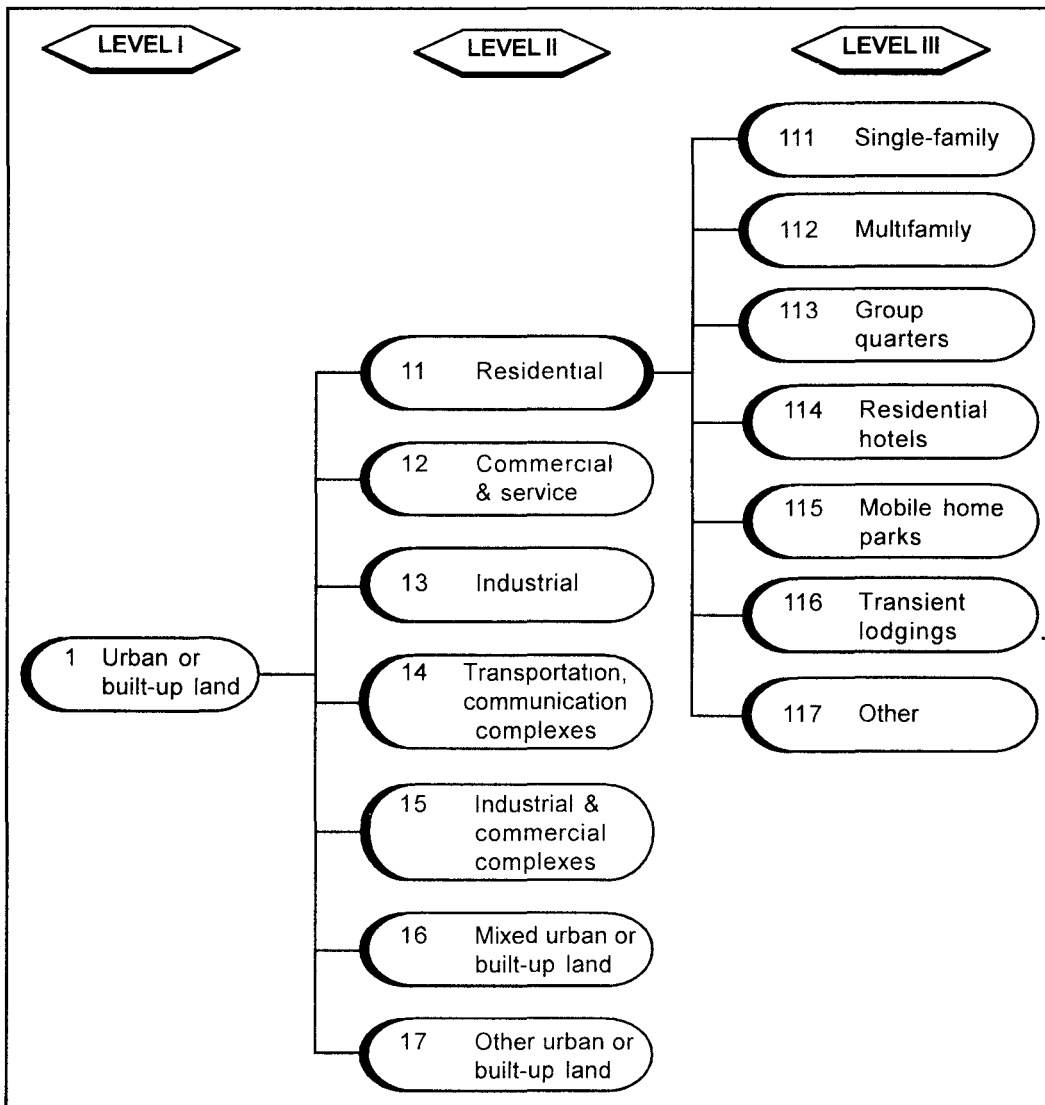 LEVEL I
LEVEL II
LEVEL III
1 Urban or
built-up land
11 Residential
12 Commercial
& service
13 Industrial
14 Transportation,
communication
complexes
15 Industrial &
commercial
complexes
16 Mixed urban or
built-up land
17 Other urban or
built-up land
111 Single-family
112 Multifamily
113 Group
quarters
114 Residential
hotels
115 Mobile home
parks
116 Transient
lodgings
117 Other